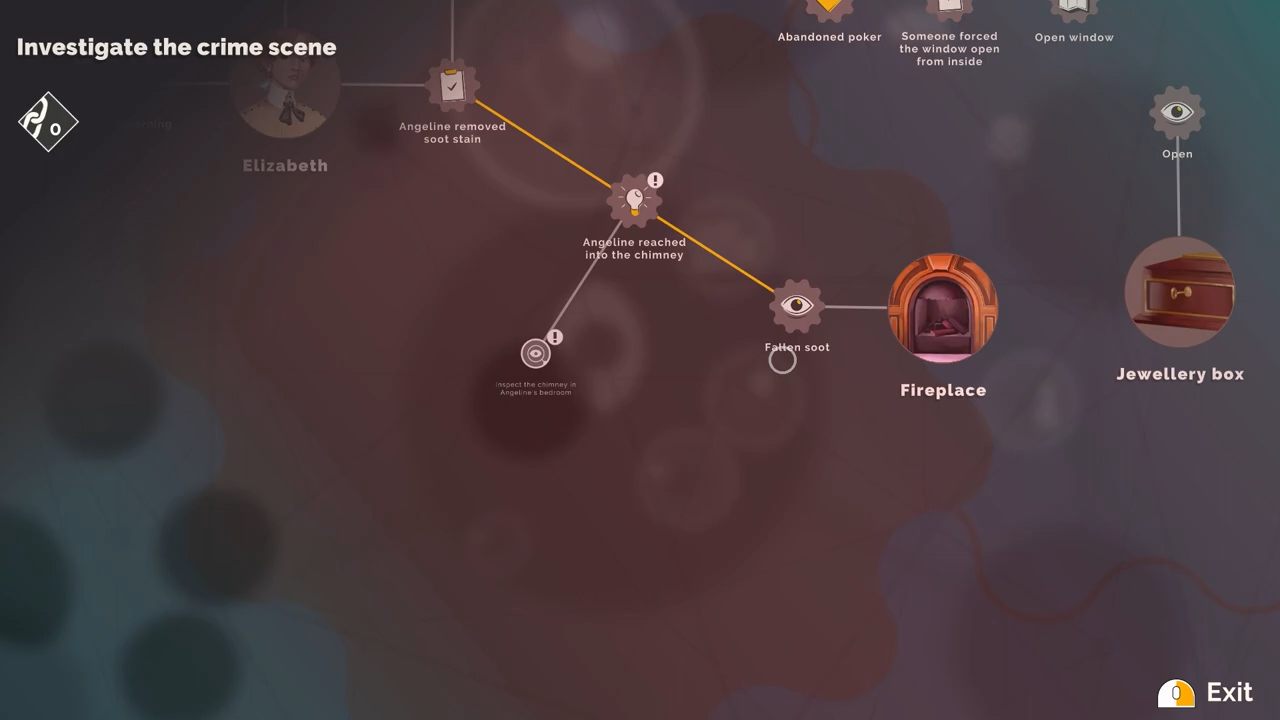 Investigate the crime scene
Abandoned poker
Someone forced
the window open
from inside
Open window
0
Angeline removed
soot stain
Open
Elizabeth
Angeline reached
into the chimney
Fallen soot
Fireplace
Jewellery box
Inspect the chimney in
Angeline's bedroom
Exit